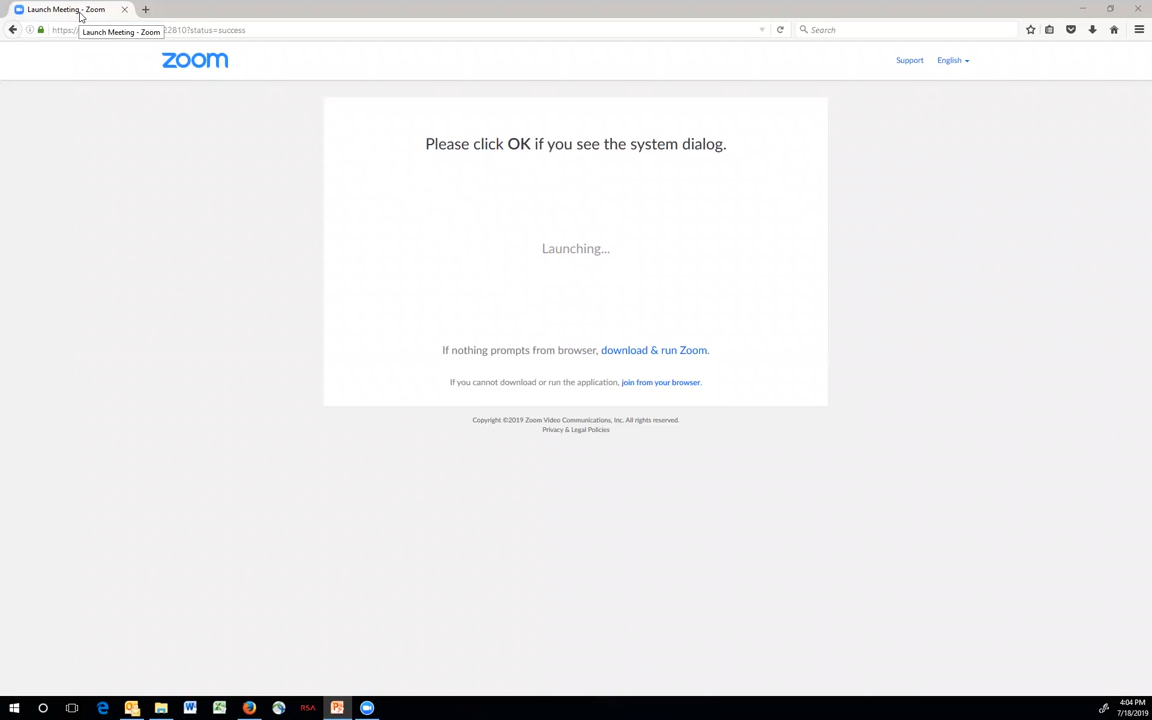 Launch Meeting - Zoom
https:/
Launch Meeting - Zoom
22810?status=success
Search
zoom
Support
English
Please click OK if you see the system dialog.
Launching...
If nothing prompts from browser, download & run Zoom.
If you cannot download or run the application, join from your browser.
Copyright ©2019 Zoom Video Communications, Inc. All rights reserved.
Privacy & Legal Policies
RSA
4:04 PM
7/18/2019